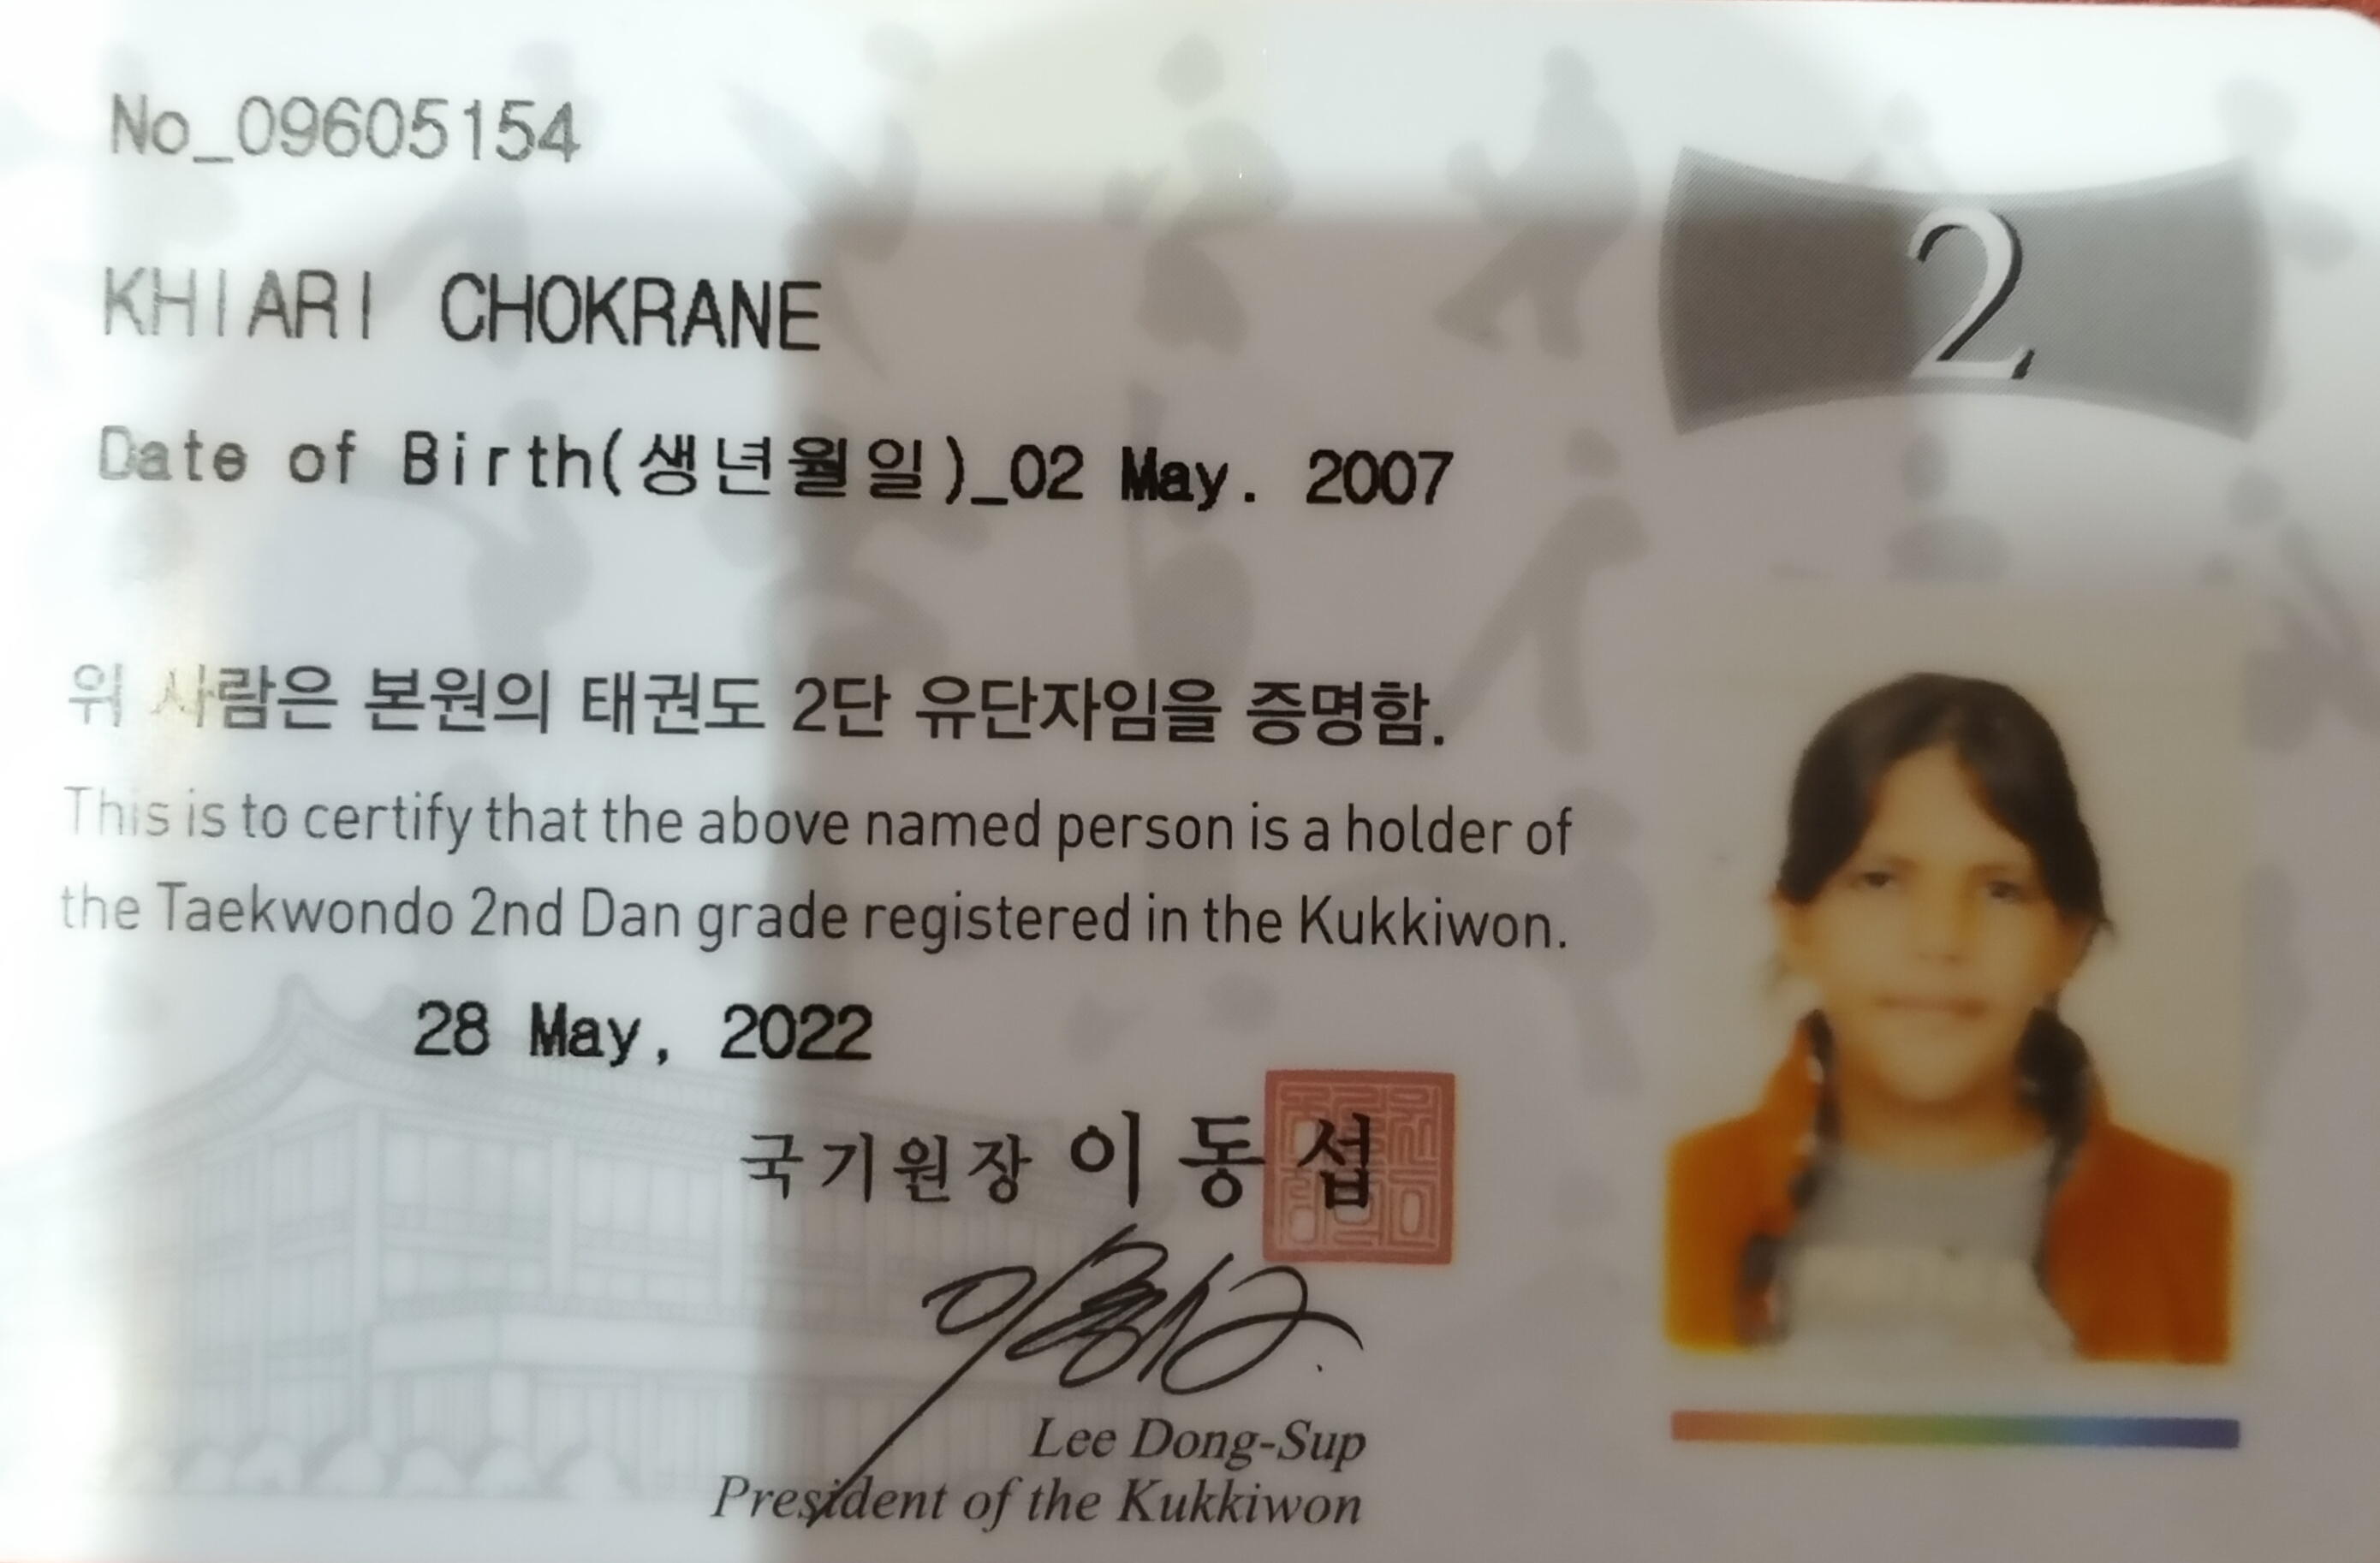 No_09605154
2
KHIARI CHOKRANE
Date of Birth(생년월일)_02 May. 2007
위 사람은 본원의 태권도 2단 유단자임을 증명함.
This is to certify that the above named person is a holder of
the Taekwondo 2nd Dan grade registered in the Kukkiwon.
28 May, 2022
국기원장 이동섭
Lee Dong-Sup
President of the Kukkiwon